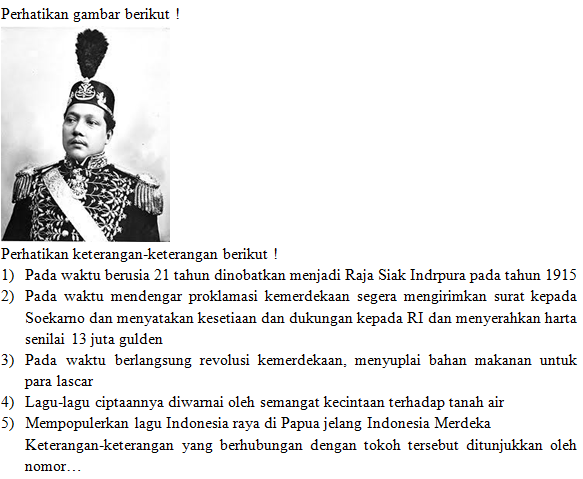 Perhatikan gambar berikut !
Perhatikan keterangan-keterangan berikut !
1) Pada waktu berusia 21 tahun dinobatkan menjadi Raja Siak Indrpura pada tahun 1915
2) Pada waktu mendengar proklamasi kemerdekaan segera mengirimkan surat kepada
Soekarno dan menyatakan kesetiaan dan dukungan kepada RI dan menyerahkan harta
senilai 13 juta gulden
3) Pada waktu berlangsung revolusi kemerdekaan, menyuplai bahan makanan untuk
para lascar
4) Lagu-lagu ciptaannya diwarnai oleh semangat kecintaan terhadap tanah air
5) Mempopulerkan lagu Indonesia raya di Papua jelang Indonesia Merdeka
Keterangan-keterangan yang berhubungan dengan tokoh tersebut ditunjukkan oleh
nomor…